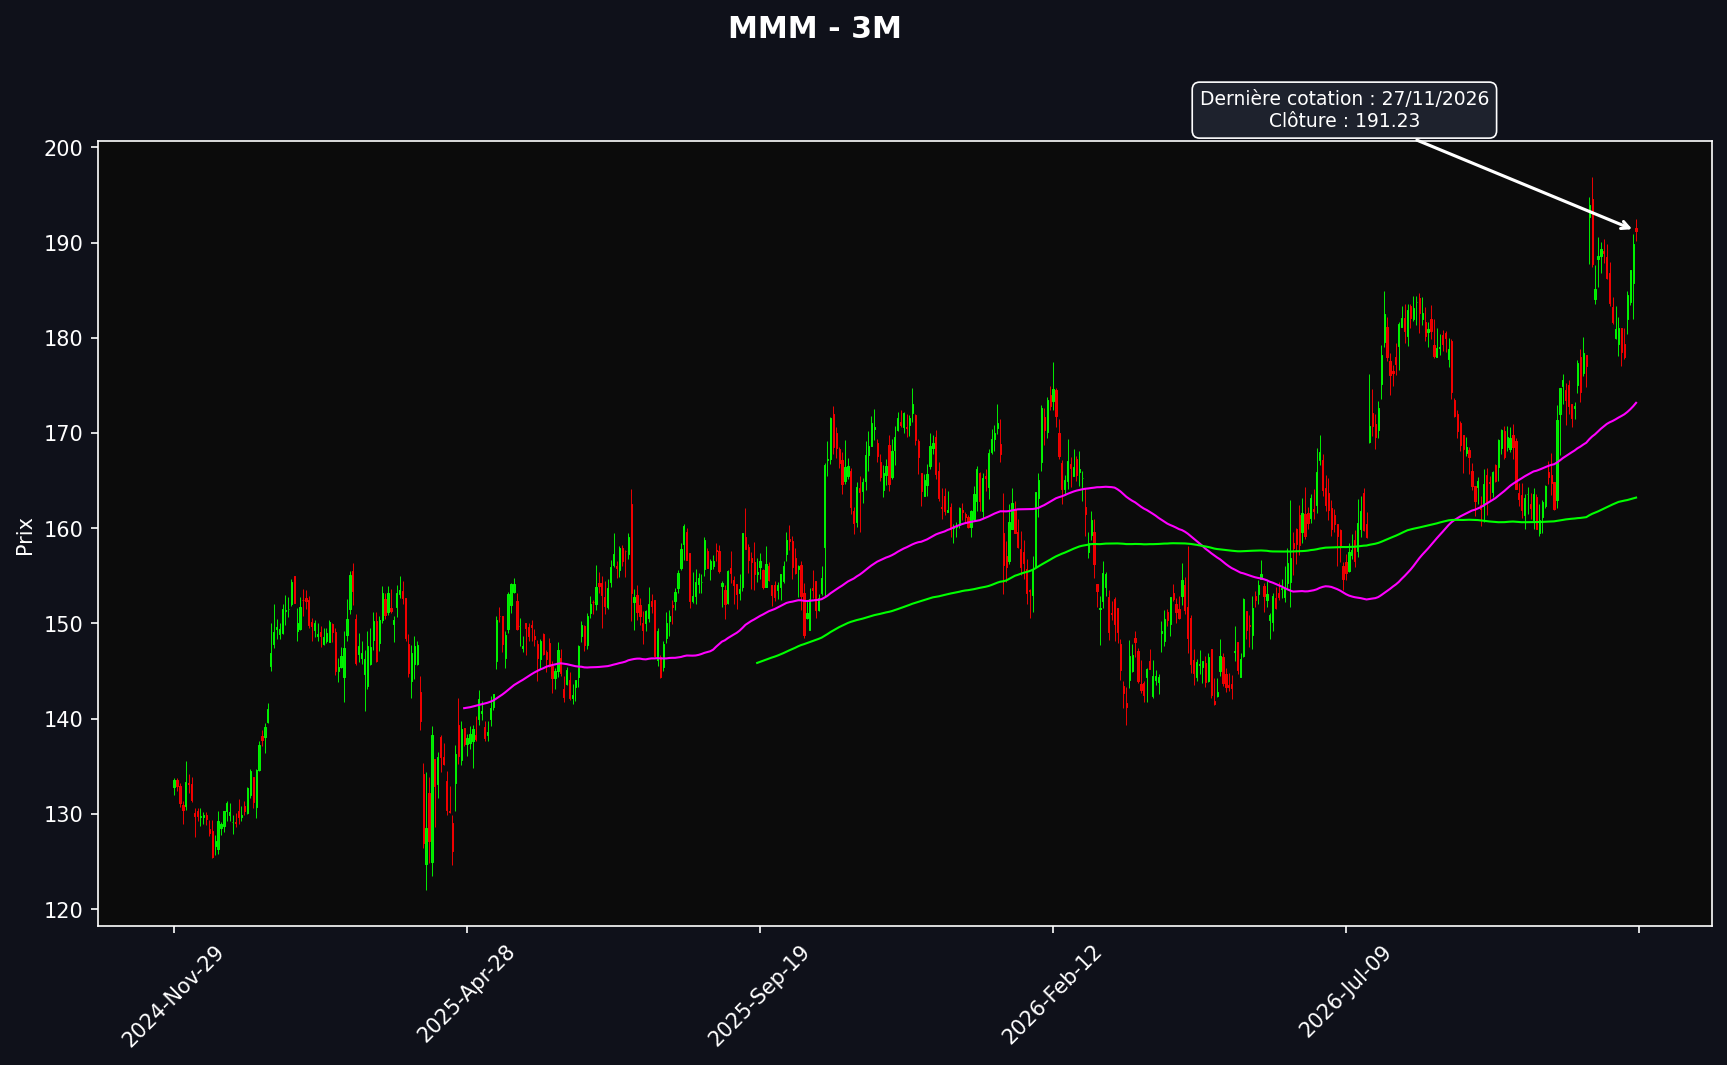 MMM - 3M
Dernière cotation : 27/11/2026
Clôture : 191.23
Prix
200
190
180
170
160
150
140
130
120
2024-Nov-29
2025-Apr-28
2025-Sep-19
2026-Feb-12
2026-Jul-09